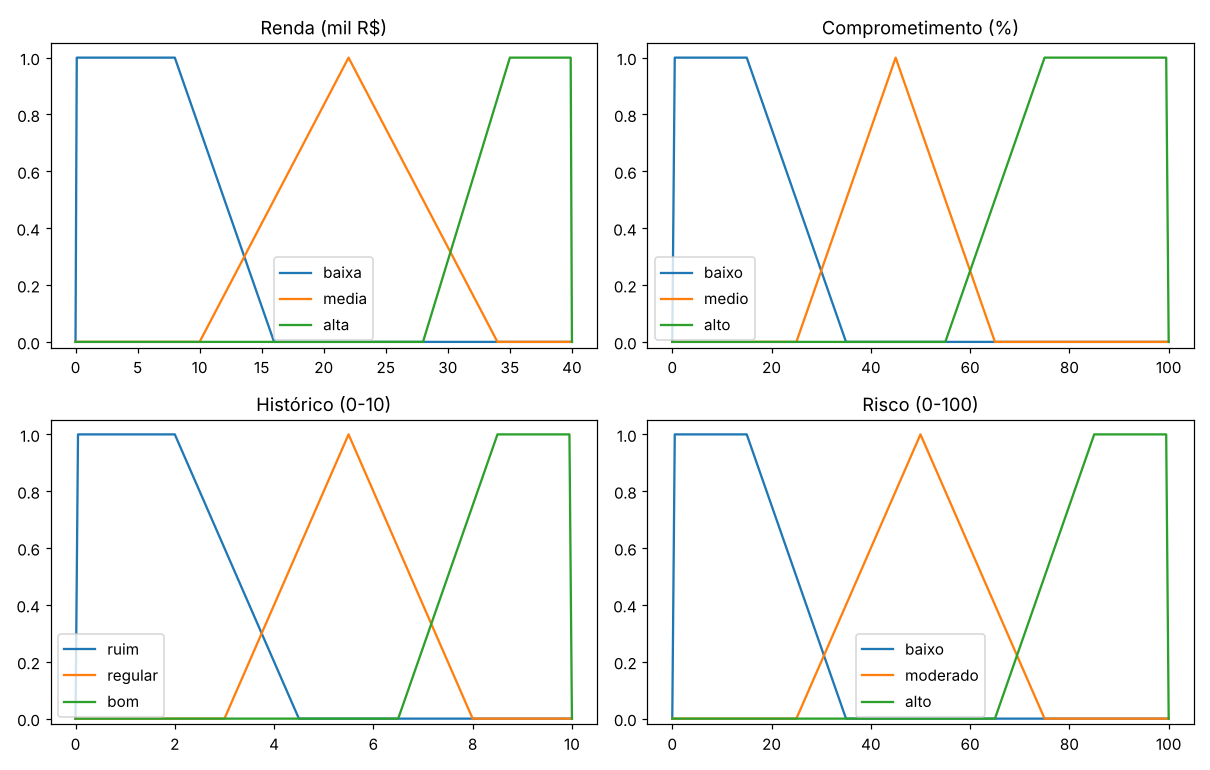 Renda (mil R$)
1.0
0.8
0.6
0.4
0.2
0.0
baixa
media
alta
0 5 10 15 20 25 30 35 40
Comprometimento (%)
1.0
0.8
0.6
0.4
0.2
0.0
baixo
medio
alto
0 20 40 60 80 100
Histórico (0-10)
1.0
0.8
0.6
0.4
0.2
0.0
ruim
regular
bom
0 2 4 6 8 10
Risco (0-100)
1.0
0.8
0.6
0.4
0.2
0.0
baixo
moderado
alto
0 20 40 60 80 100